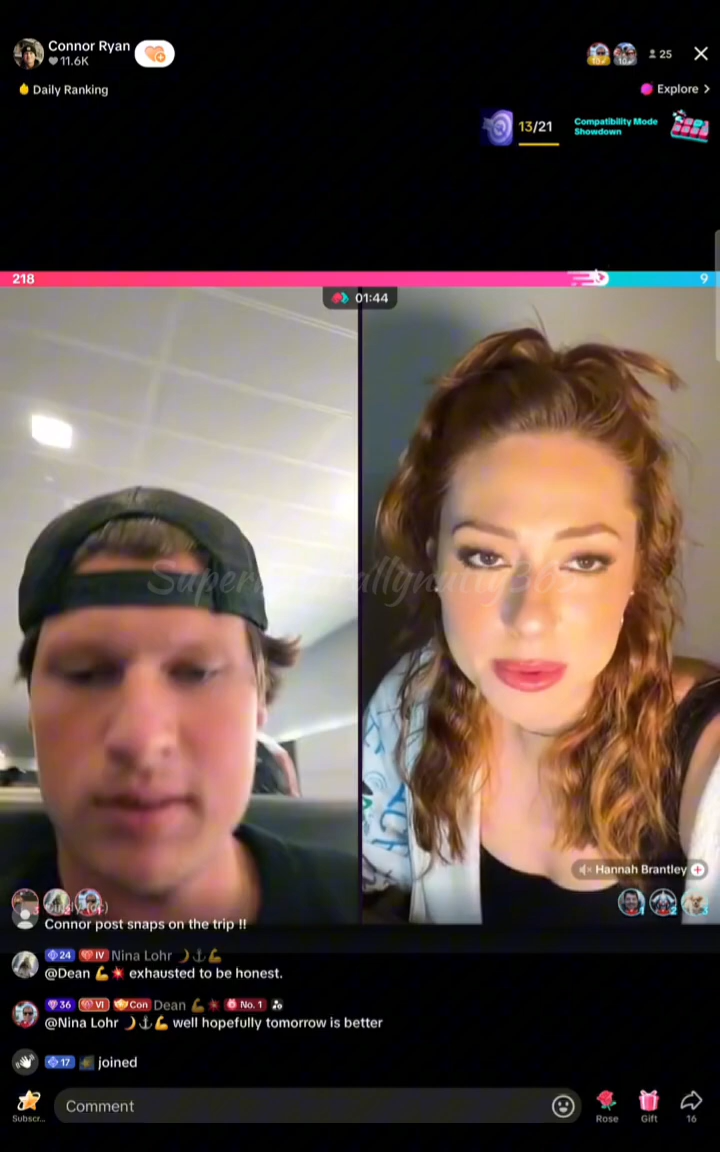 Connor Ryan
11.6K
25
Daily Ranking
Explore >
13/21
Compatibility Mode
Showdown
218
9
01:44
Hannah Brantley
Connor post snaps on the trip !!
24 IV Nina Lohr 🌙⚓💪
@Dean 💪💥 exhausted to be honest.
36 VI Con Dean 💪💥 No. 1
@Nina Lohr 🌙⚓💪 well hopefully tomorrow is better
17 joined
Comment
Subscr...
Rose
Gift
16